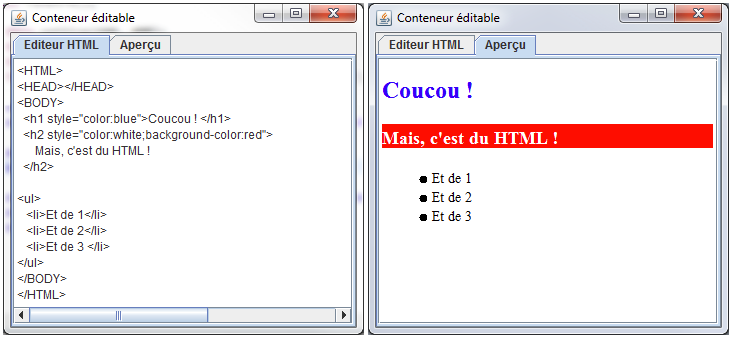 Conteneur éditable
Editeur HTML Aperçu
<HTML>
<HEAD></HEAD>
<BODY>
<h1 style="color:blue">Coucou ! </h1>
<h2 style="color:white;background-color:red">
Mais, c'est du HTML !
</h2>
<ul>
<li>Et de 1</li>
<li>Et de 2</li>
<li>Et de 3 </li>
</ul>
</BODY>
</HTML>
Conteneur éditable
Editeur HTML Aperçu
Coucou !
Mais, c'est du HTML !
Et de 1
Et de 2
Et de 3